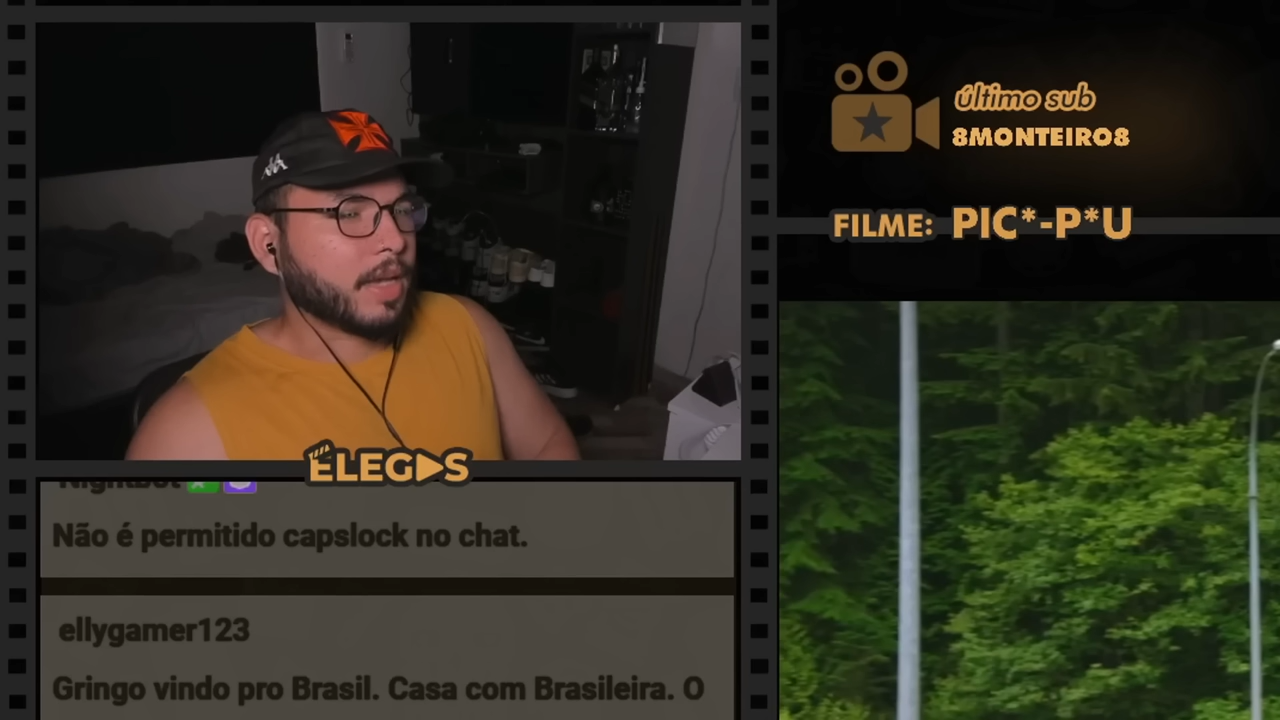 último sub
8MONTEIRO8
FILME: PIC*-P*U
ELEGOS
Nightbot
Não é permitido capslock no chat.
ellygamer123
Gringo vindo pro Brasil. Casa com Brasileira. O